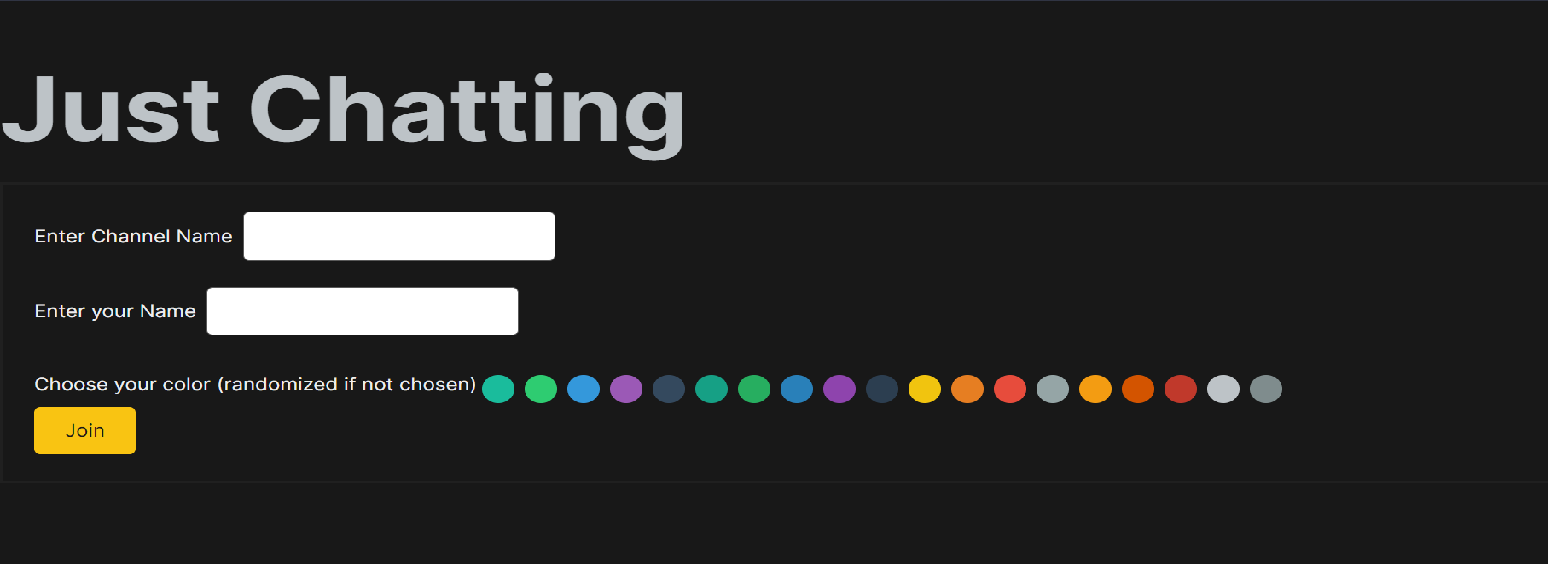 Just Chatting
Enter Channel Name
Enter your Name
Choose your color (randomized if not chosen)
Join